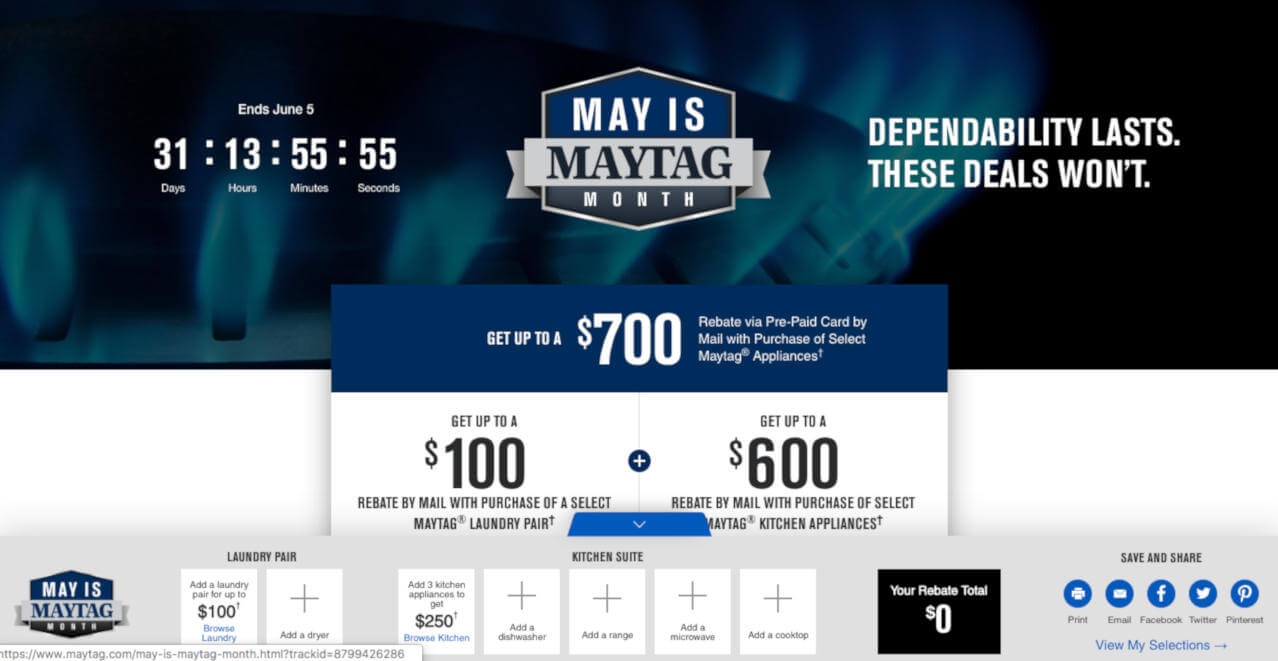 Ends June 5
31 : 13 : 55 : 55
Days Hours Minutes Seconds
MAY IS
MAYTAG
MONTH
DEPENDABILITY LASTS.
THESE DEALS WON'T.
GET UP TO A $700
Rebate via Pre-Paid Card by
Mail with Purchase of Select
Maytag® Appliances†
GET UP TO A
$100
REBATE BY MAIL WITH PURCHASE OF A SELECT
MAYTAG® LAUNDRY PAIR†
+
GET UP TO A
$600
REBATE BY MAIL WITH PURCHASE OF SELECT
MAYTAG® KITCHEN APPLIANCES†
MAY IS
MAYTAG
MONTH
LAUNDRY PAIR
Add a laundry
pair for up to
$100†
Browse
Laundry
Add a dryer
KITCHEN SUITE
Add 3 kitchen
appliances to
get
$250†
Browse Kitchen
Add a
dishwasher
Add a range
Add a
microwave
Add a cooktop
Your Rebate Total
$0
SAVE AND SHARE
Print Email Facebook Twitter Pinterest
View My Selections →
https://www.maytag.com/may-is-maytag-month.html?trackid=8799426286